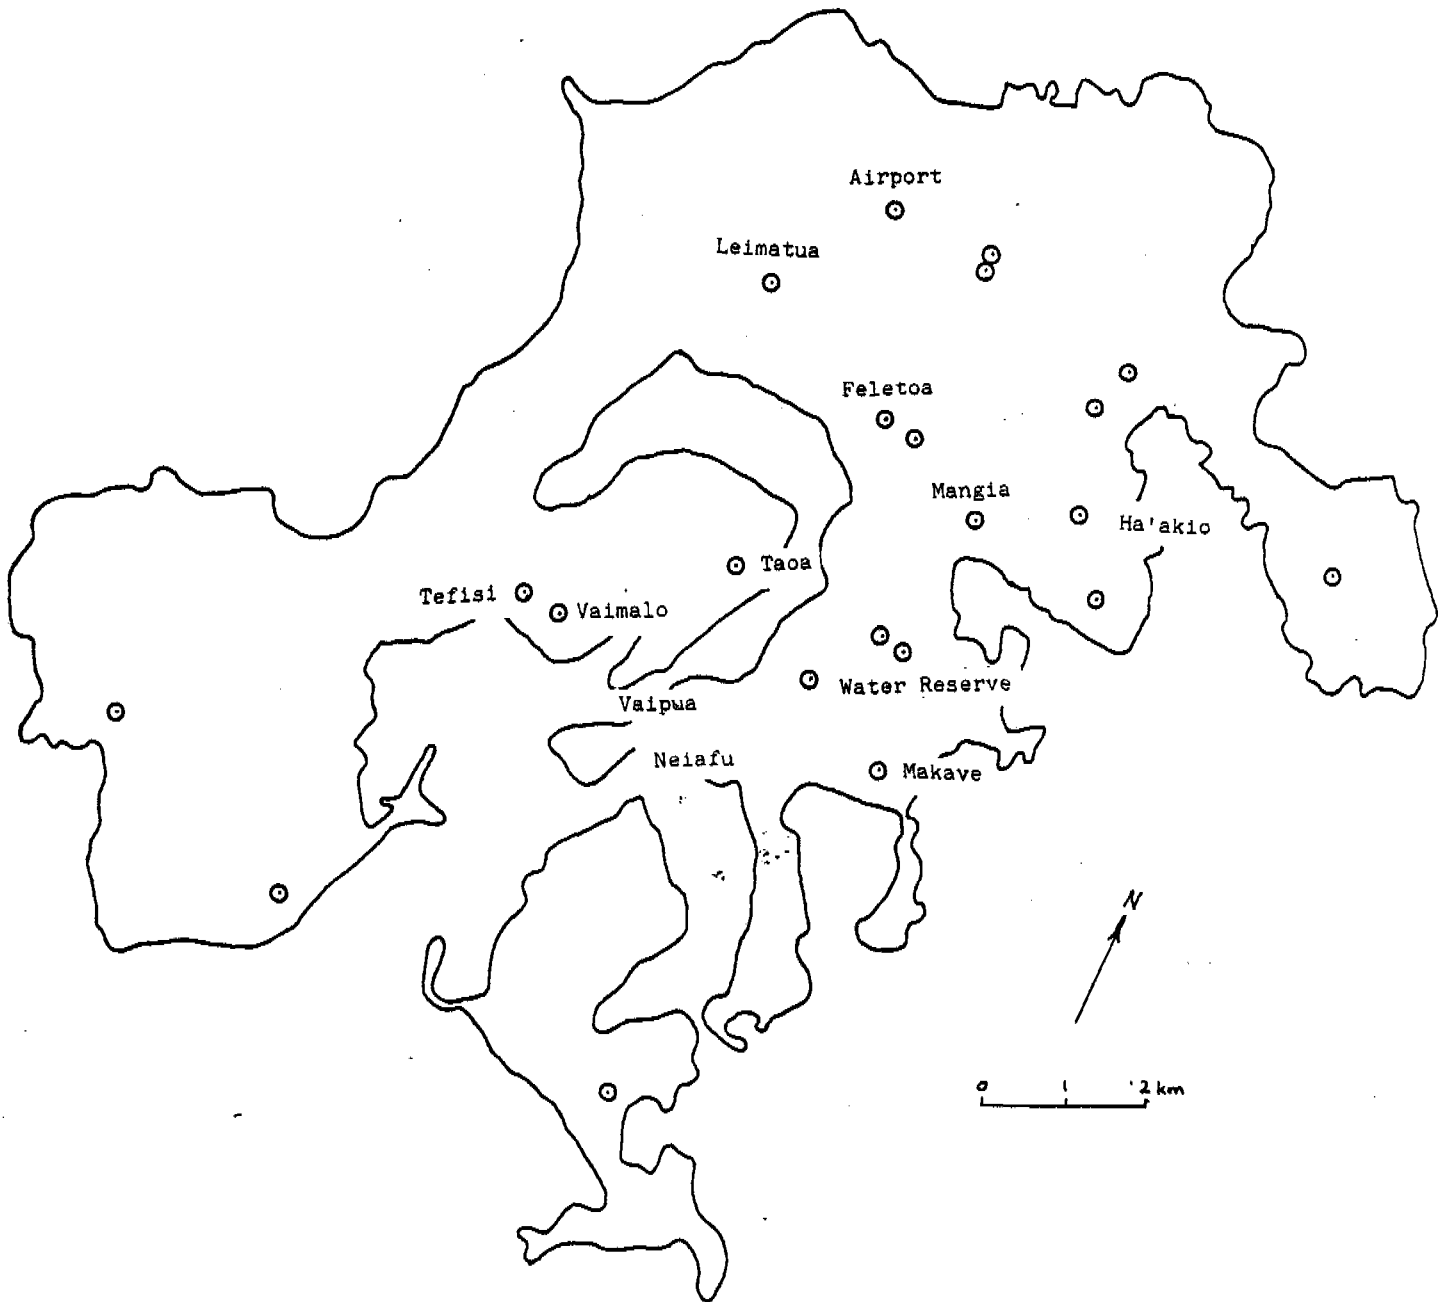 Airport
Leimatua
Feletoa
Mangia
Ha'akio
Taoa
Tefisi
Vaimalo
Water Reserve
Vaipua
Neiafu
Makave
N
0 1 2 km